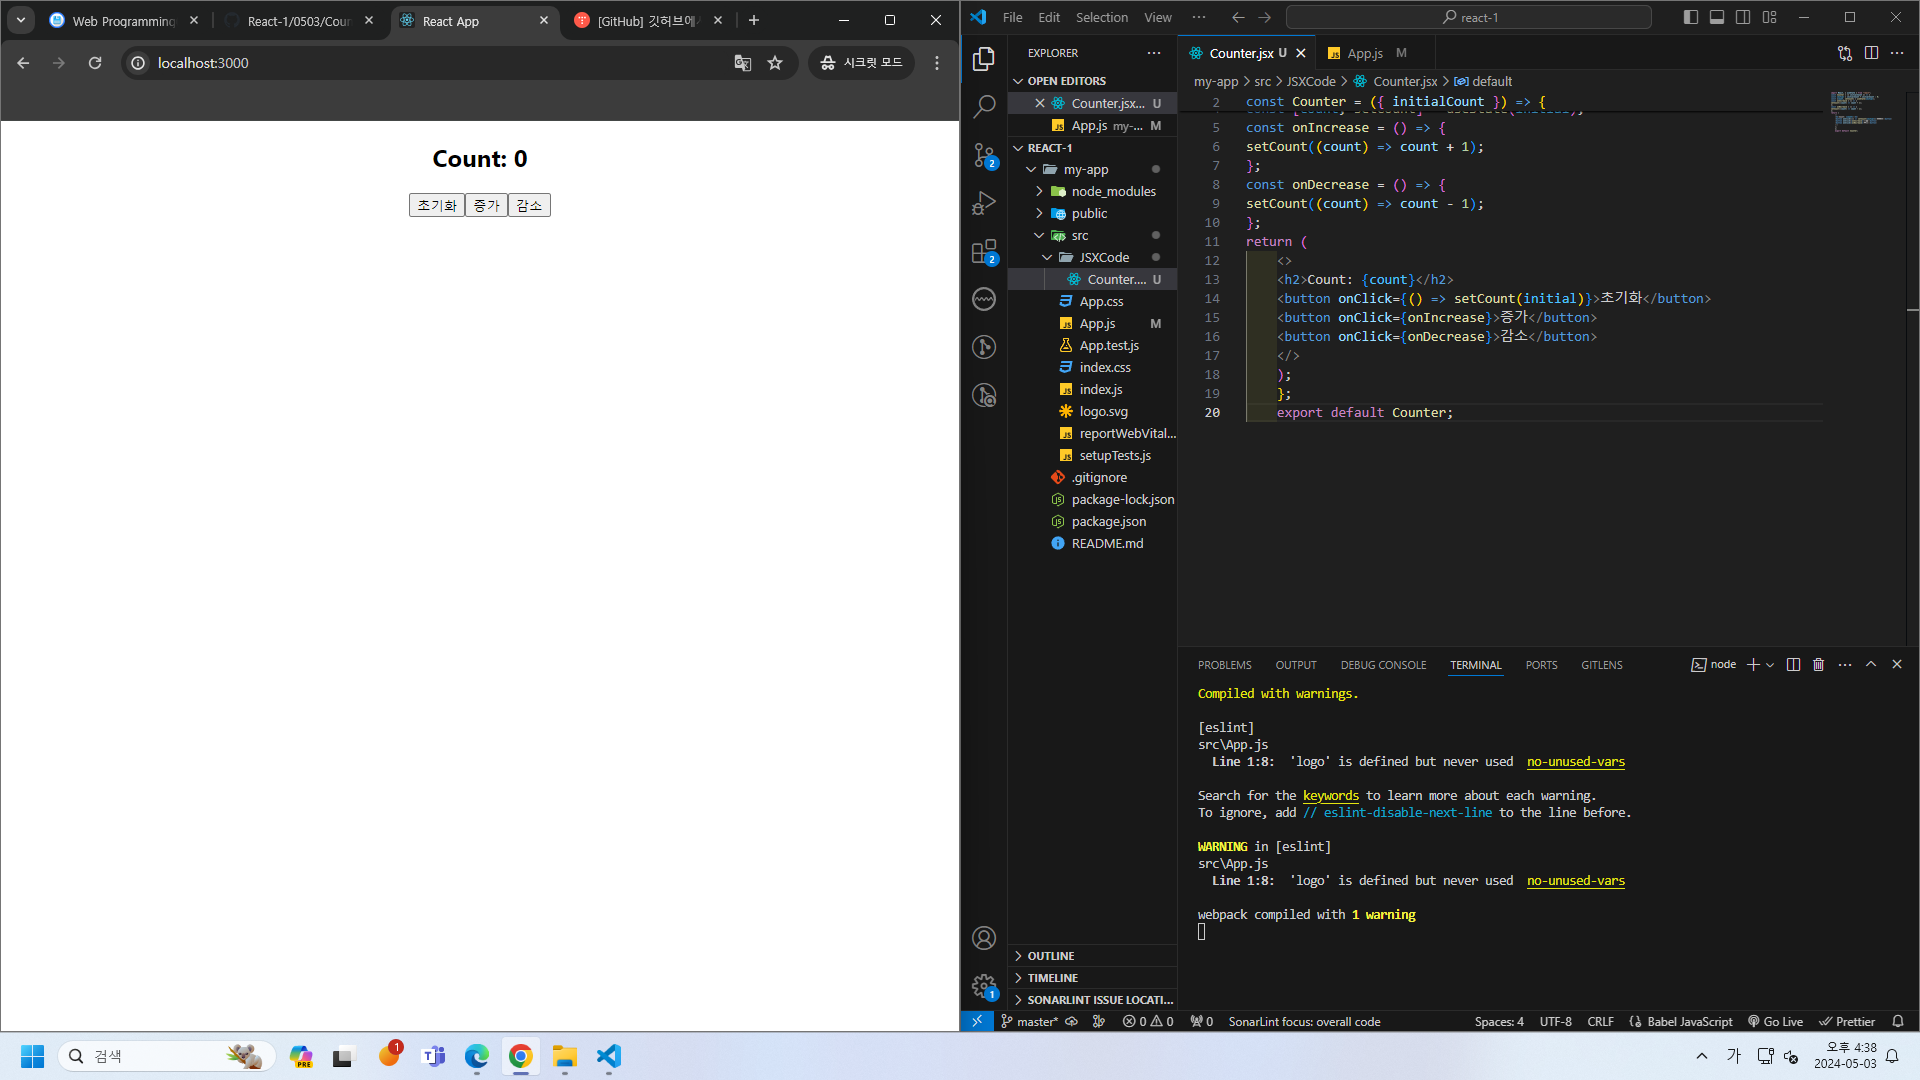 Web Programming
React-1/0503/Coun
React App
[GitHub] 깃허브에서
localhost:3000
시크릿 모드
Count: 0
초기화 증가 감소
File Edit Selection View ···
react-1
EXPLORER
OPEN EDITORS
Counter.jsx... U
App.js my-... M
REACT-1
my-app
node_modules
public
src
JSXCode
Counter.... U
App.css
App.js M
App.test.js
index.css
index.js
logo.svg
reportWebVital...
setupTests.js
.gitignore
package-lock.json
package.json
README.md
OUTLINE
TIMELINE
SONARLINT ISSUE LOCATI...
2
2
1
Counter.jsx U
App.js M
my-app > src > JSXCode > Counter.jsx > default
2 const Counter = ({ initialCount }) => {
5 const onIncrease = () => {
6 setCount((count) => count + 1);
7 };
8 const onDecrease = () => {
9 setCount((count) => count - 1);
10 };
11 return (
12 <>
13 <h2>Count: {count}</h2>
14 <button onClick={() => setCount(initial)}>초기화</button>
15 <button onClick={onIncrease}>증가</button>
16 <button onClick={onDecrease}>감소</button>
17 </>
18 );
19 };
20 export default Counter;
PROBLEMS OUTPUT DEBUG CONSOLE TERMINAL PORTS GITLENS
node
Compiled with warnings.
[eslint]
src\App.js
Line 1:8: 'logo' is defined but never used no-unused-vars
Search for the keywords to learn more about each warning.
To ignore, add // eslint-disable-next-line to the line before.
WARNING in [eslint]
src\App.js
Line 1:8: 'logo' is defined but never used no-unused-vars
webpack compiled with 1 warning
master* 0 0 0 SonarLint focus: overall code
Spaces: 4 UTF-8 CRLF {} Babel JavaScript Go Live Prettier
검색
PRE
1
가
오후 4:38
2024-05-03